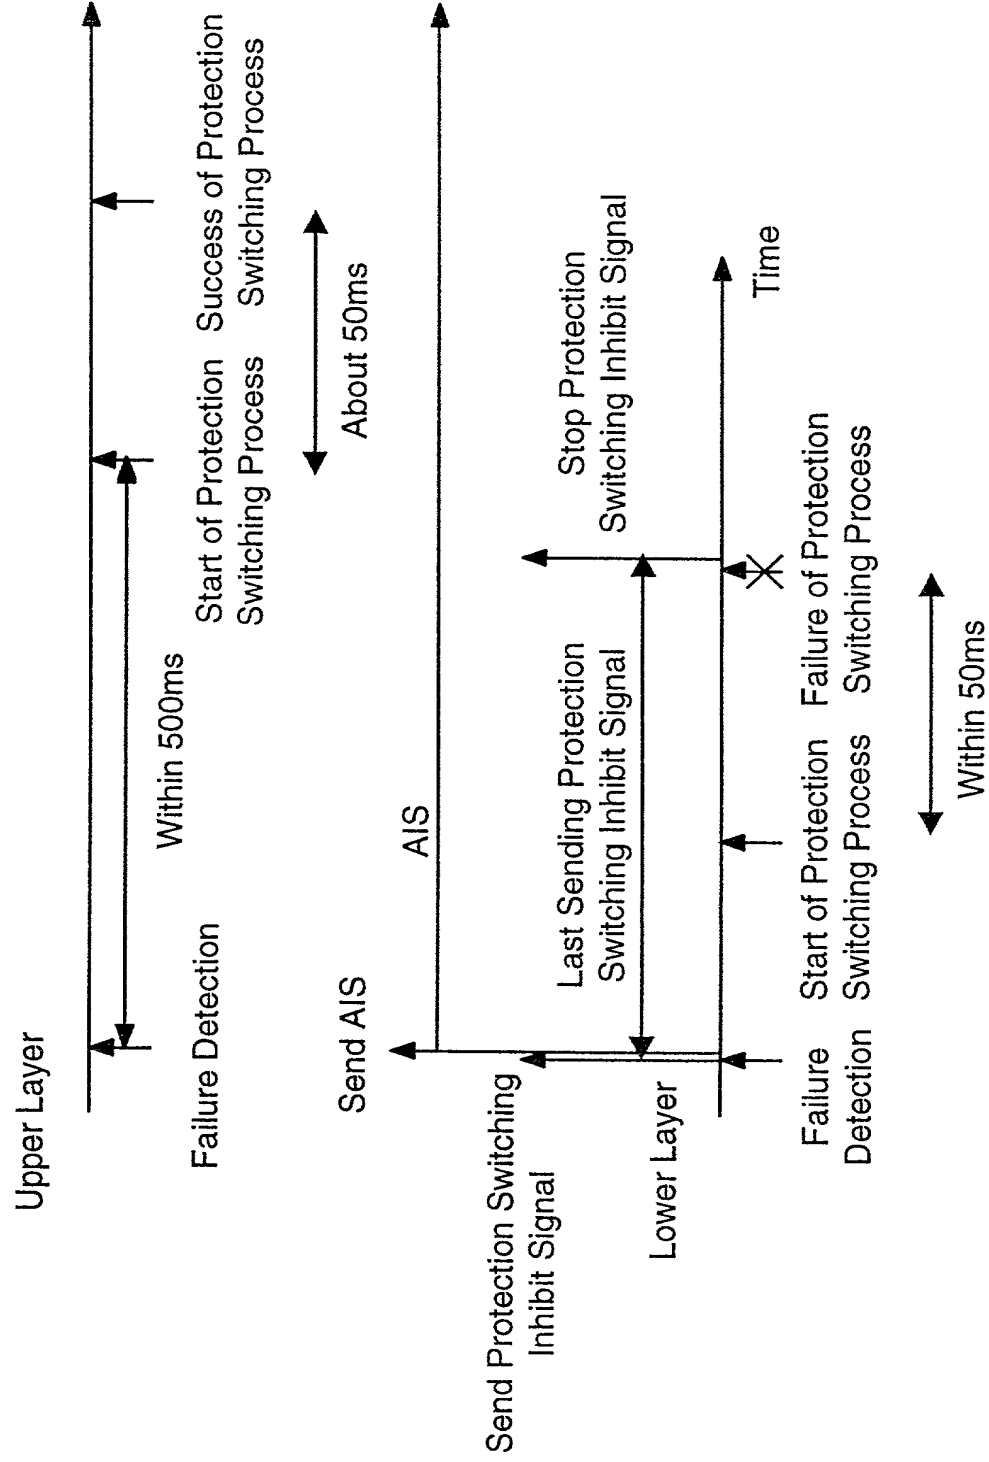 Upper Layer
Failure Detection
Within 500ms
Start of Protection
Switching Process
Success of Protection
Switching Process
About 50ms
Send AIS
AIS
Send Protection Switching
Inhibit Signal
Last Sending Protection
Switching Inhibit Signal
Stop Protection
Switching Inhibit Signal
Lower Layer
Time
Failure
Detection
Start of Protection
Switching Process
Failure of Protection
Switching Process
Within 50ms